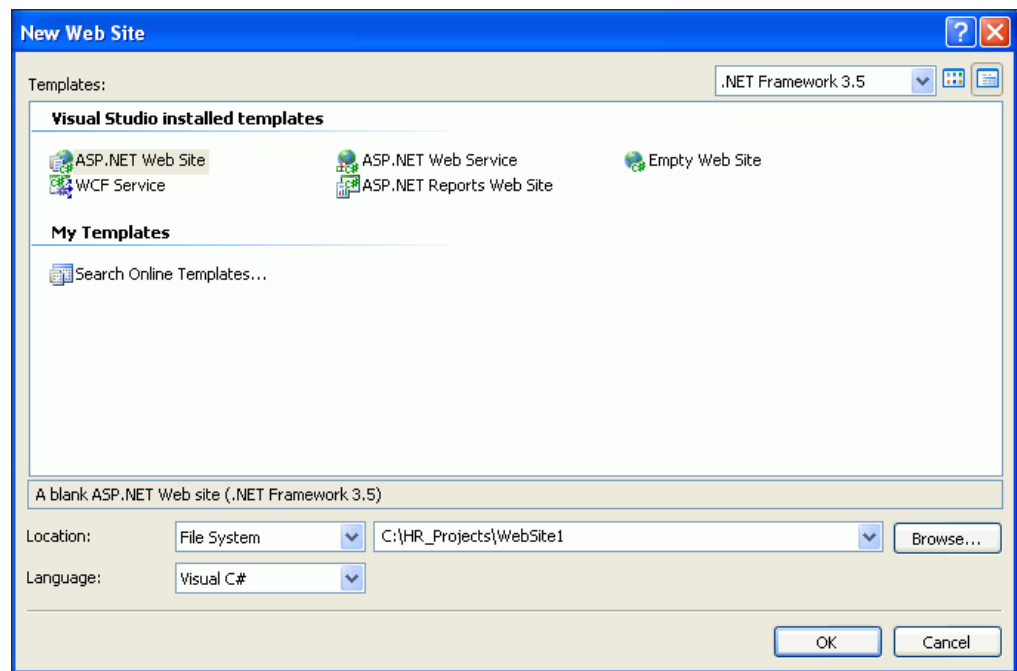 New Web Site
Templates:
.NET Framework 3.5
Visual Studio installed templates
ASP.NET Web Site
ASP.NET Web Service
Empty Web Site
WCF Service
ASP.NET Reports Web Site
My Templates
Search Online Templates...
A blank ASP.NET Web site (.NET Framework 3.5)
Location:
File System
C:\HR_Projects\WebSite1
Browse...
Language:
Visual C#
OK
Cancel